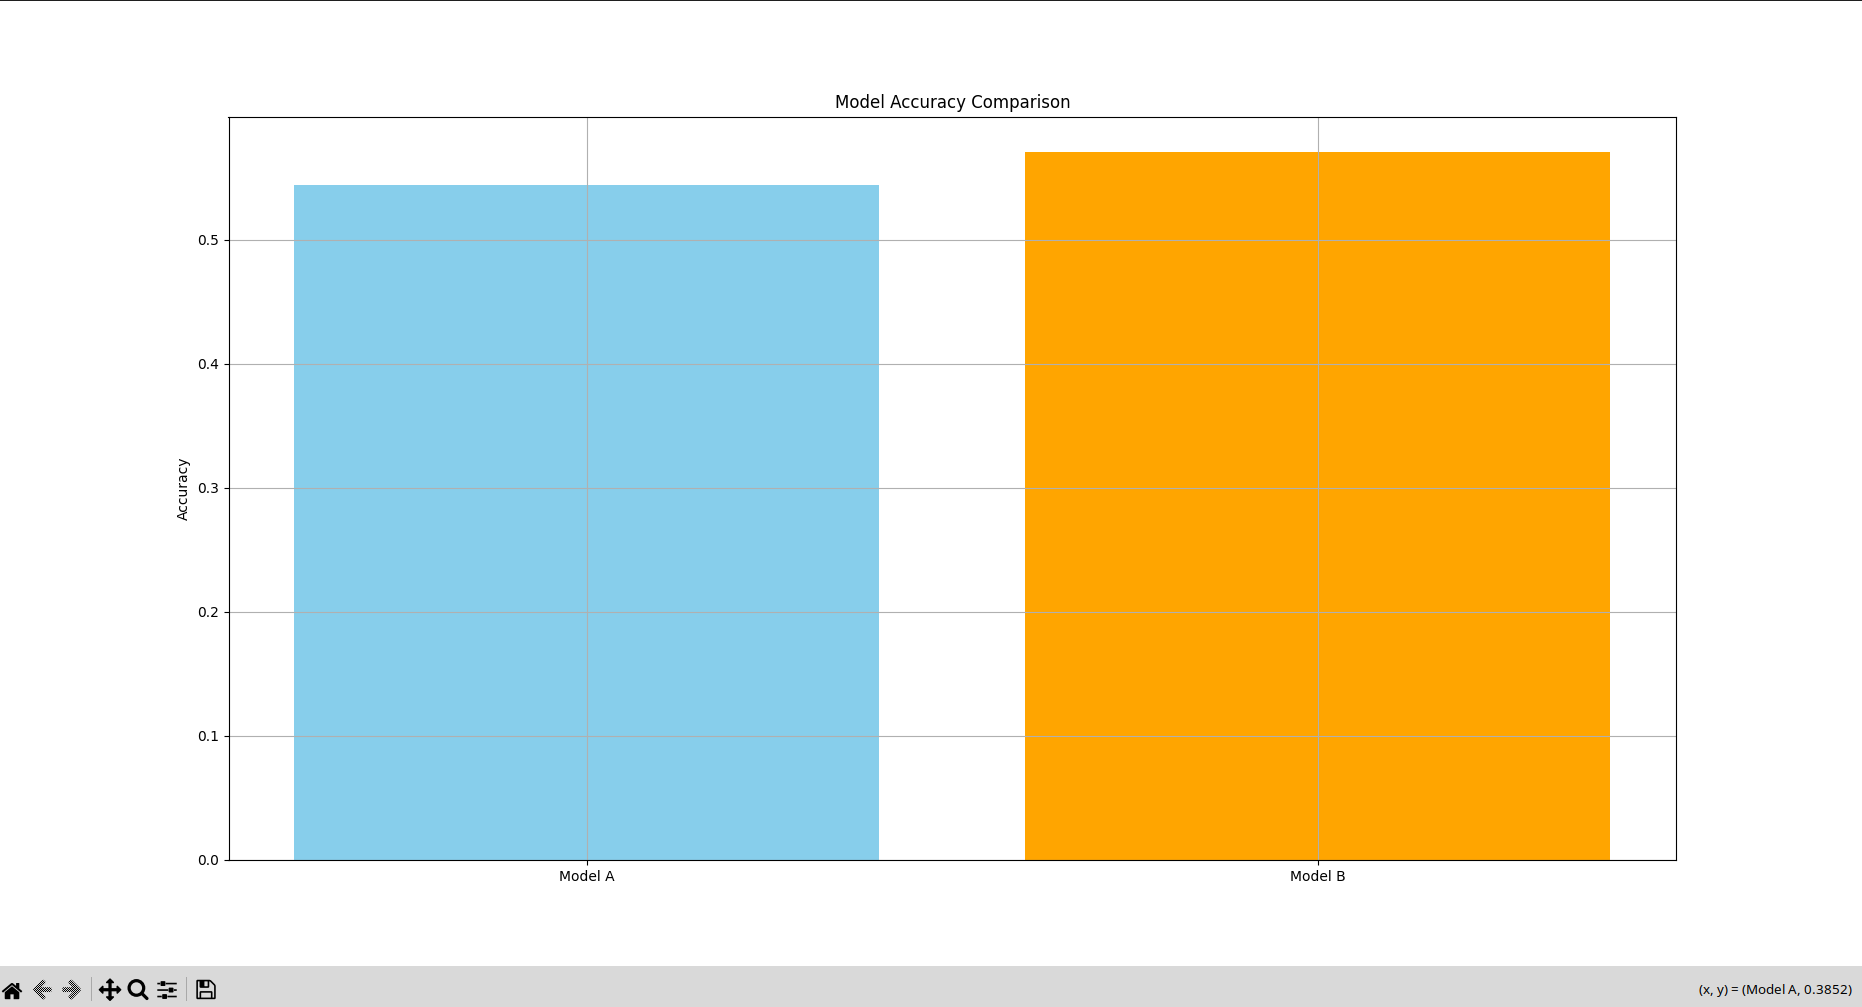 Model Accuracy Comparison
Accuracy
0.5
0.4
0.3
0.2
0.1
0.0
Model A
Model B
(x, y) = (Model A, 0.3852)